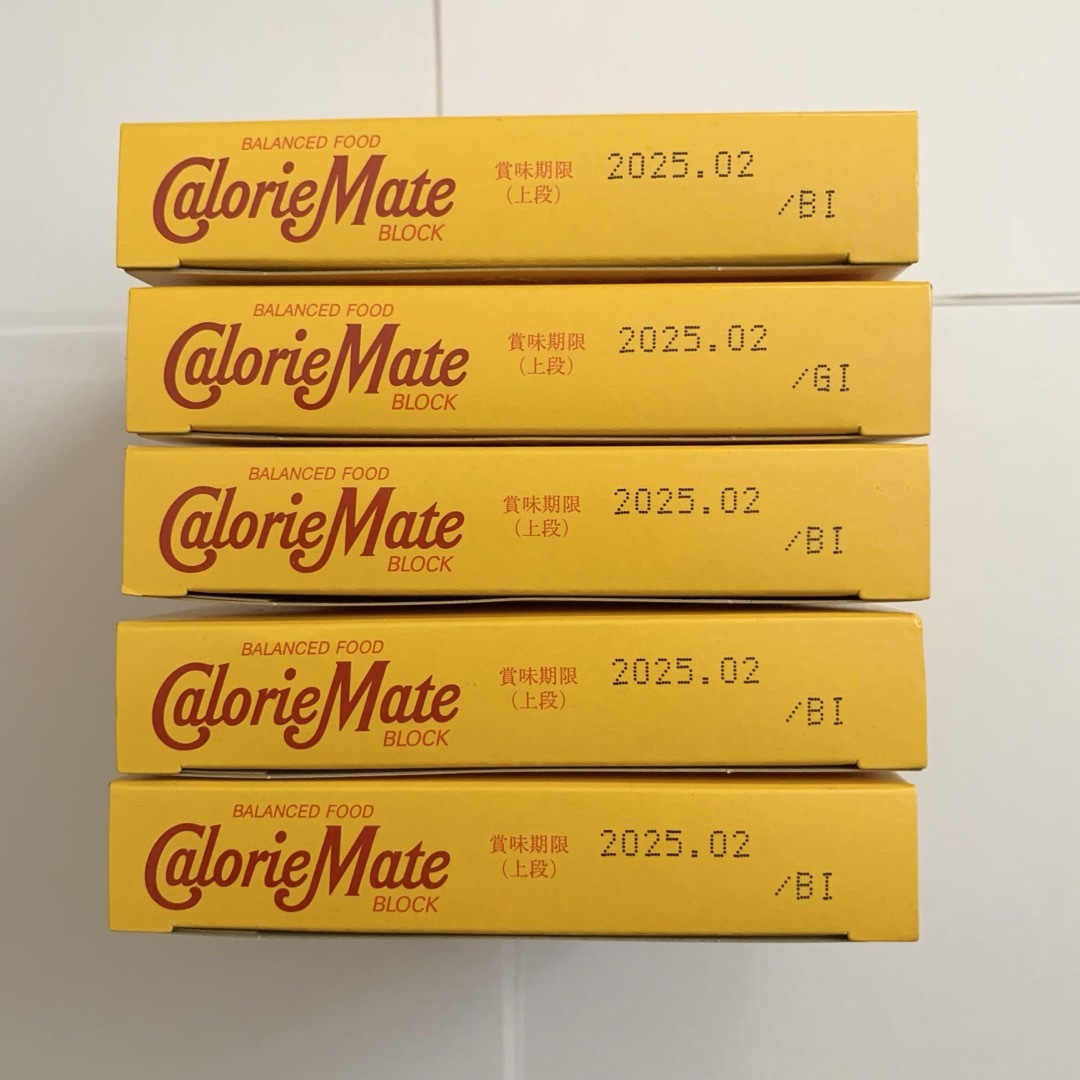 BALANCED FOOD
CalorieMate
BLOCK
賞味期限
(上段)
2025.02
/BI
BALANCED FOOD
CalorieMate
BLOCK
賞味期限
(上段)
2025.02
/GI
BALANCED FOOD
CalorieMate
BLOCK
賞味期限
(上段)
2025.02
/BI
BALANCED FOOD
CalorieMate
BLOCK
賞味期限
(上段)
2025.02
/BI
BALANCED FOOD
CalorieMate
BLOCK
賞味期限
(上段)
2025.02
/BI